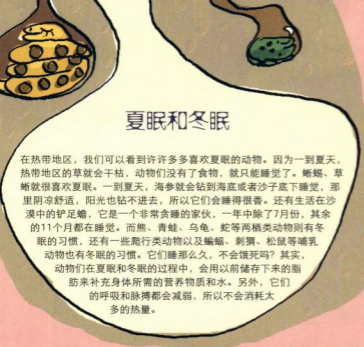 夏眠和冬眠
在热带地区，我们可以看到许许多多喜欢夏眠的动物。因为一到夏天，
热带地区的草就会干枯，动物们没有了食物，就只能睡觉了。蜥蜴、草
蜥就很喜欢夏眠。一到夏天，海参就会钻到海底或者沙子底下睡觉，那
里阴凉舒适，阳光也钻不进去，所以它们会睡得很香。还有生活在沙
漠中的铲足蟾，它是一个非常贪睡的家伙，一年中除了7月份，其余
的11个月都在睡觉。而熊、青蛙、乌龟、蛇等两栖类动物则有冬
眠的习惯，还有一些爬行类动物以及蝙蝠、刺猬、松鼠等哺乳
动物也有冬眠的习惯。它们睡那么久，不会饿死吗？其实，
动物们在夏眠和冬眠的过程中，会用以前储存下来的脂
肪来补充身体所需的营养物质和水。另外，它们
的呼吸和脉搏都会减弱，所以不会消耗太
多的热量。